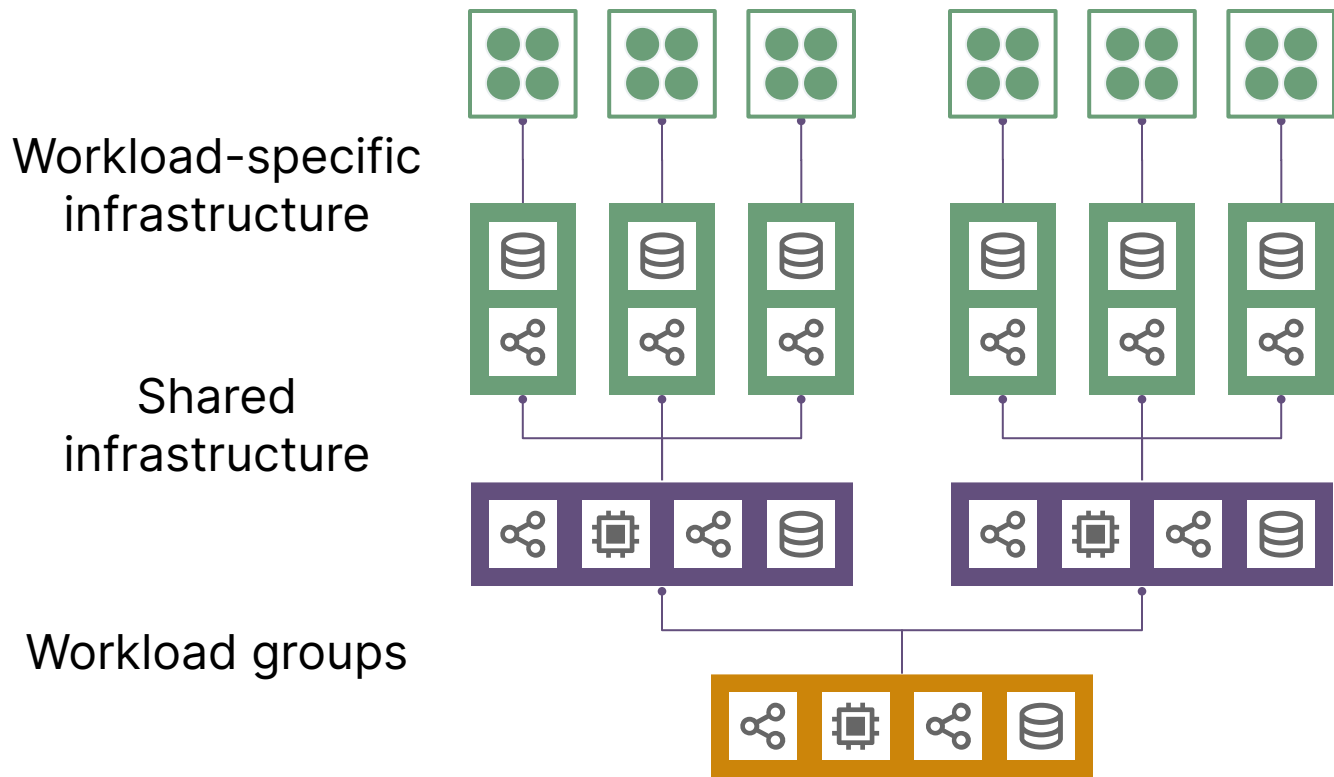 Workload-specific
infrastructure
Shared
infrastructure
Workload groups